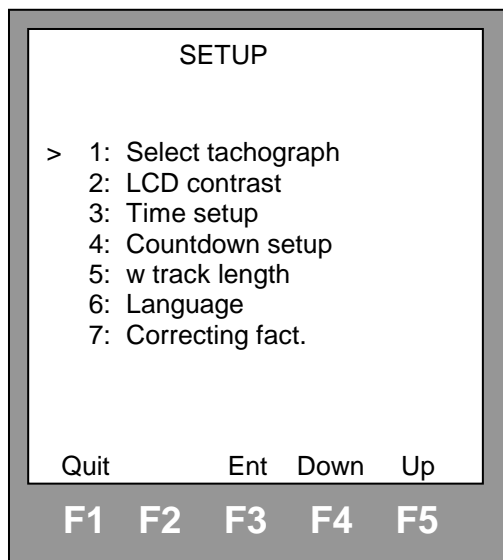 SETUP
> 1: Select tachograph
2: LCD contrast
3: Time setup
4: Countdown setup
5: w track length
6: Language
7: Correcting fact.
Quit Ent Down Up
F1 F2 F3 F4 F5